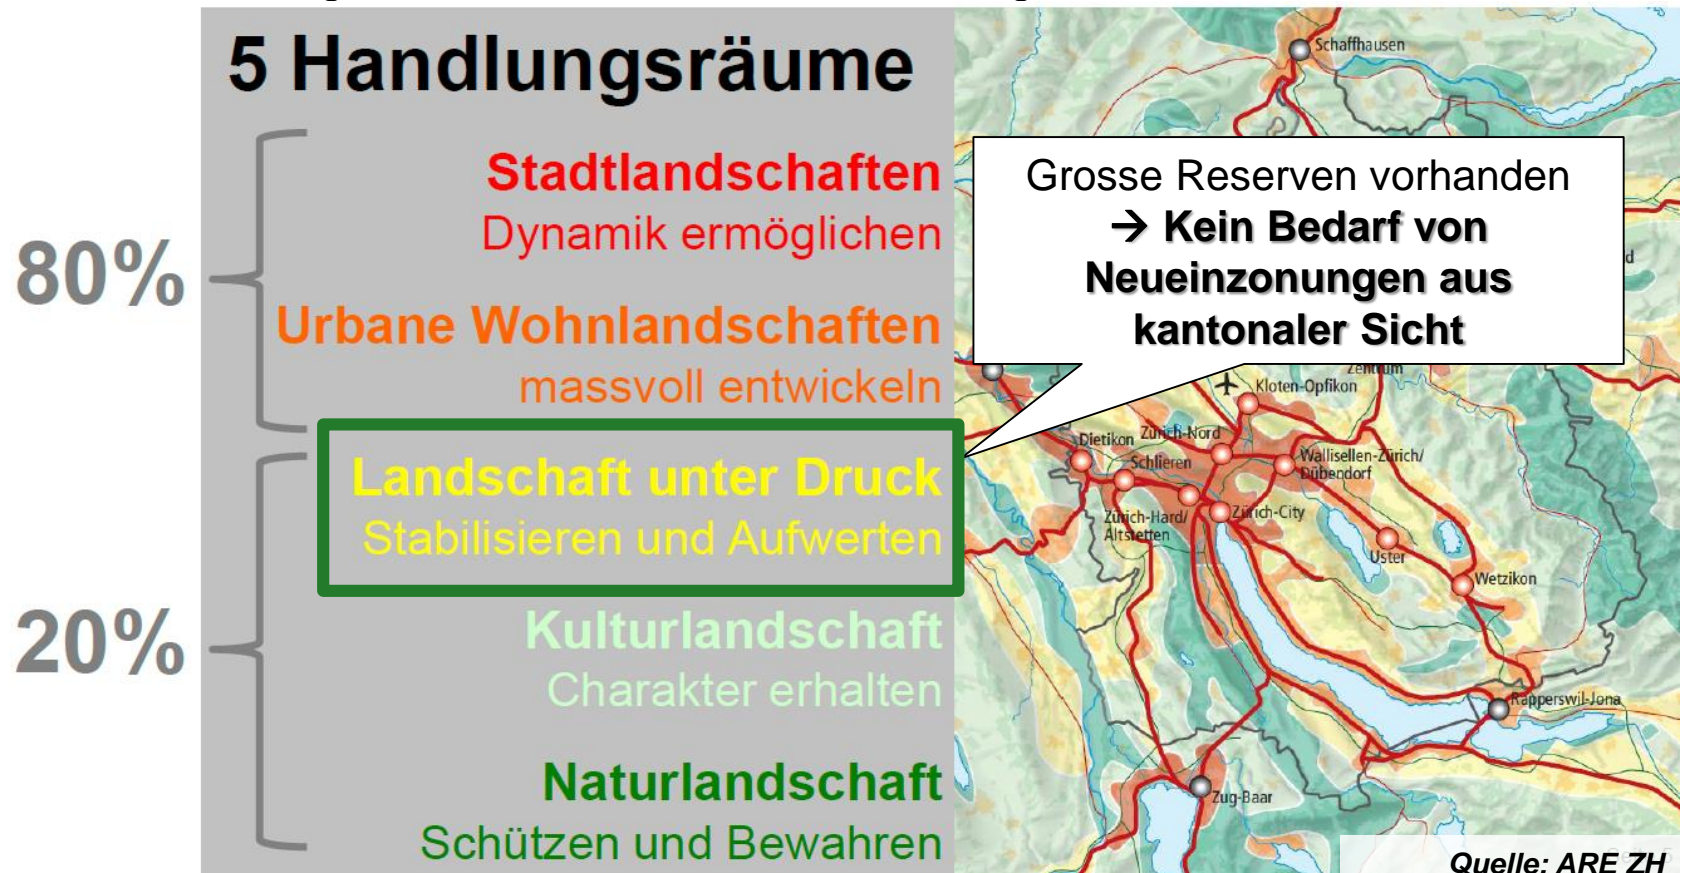 5 Handlungsräume
80%
Stadtlandschaften
Dynamik ermöglichen
Urbane Wohnlandschaften
massvoll entwickeln
20%
Landschaft unter Druck
Stabilisieren und Aufwerten
Kulturlandschaft
Charakter erhalten
Naturlandschaft
Schützen und Bewahren
Schaffhausen
Grosse Reserven vorhanden
→ Kein Bedarf von
Neueinzonungen aus
kantonaler Sicht
Zentrum
Kloten-Opfikon
Dietikon
Zürich-Nord
Schlieren
Wallisellen-Zürich/
Dübendorf
Zürich-Hard/
Altstetten
Zürich-City
Uster
Wetzikon
Rapperswil-Jona
Zug-Baar
Quelle: ARE ZH